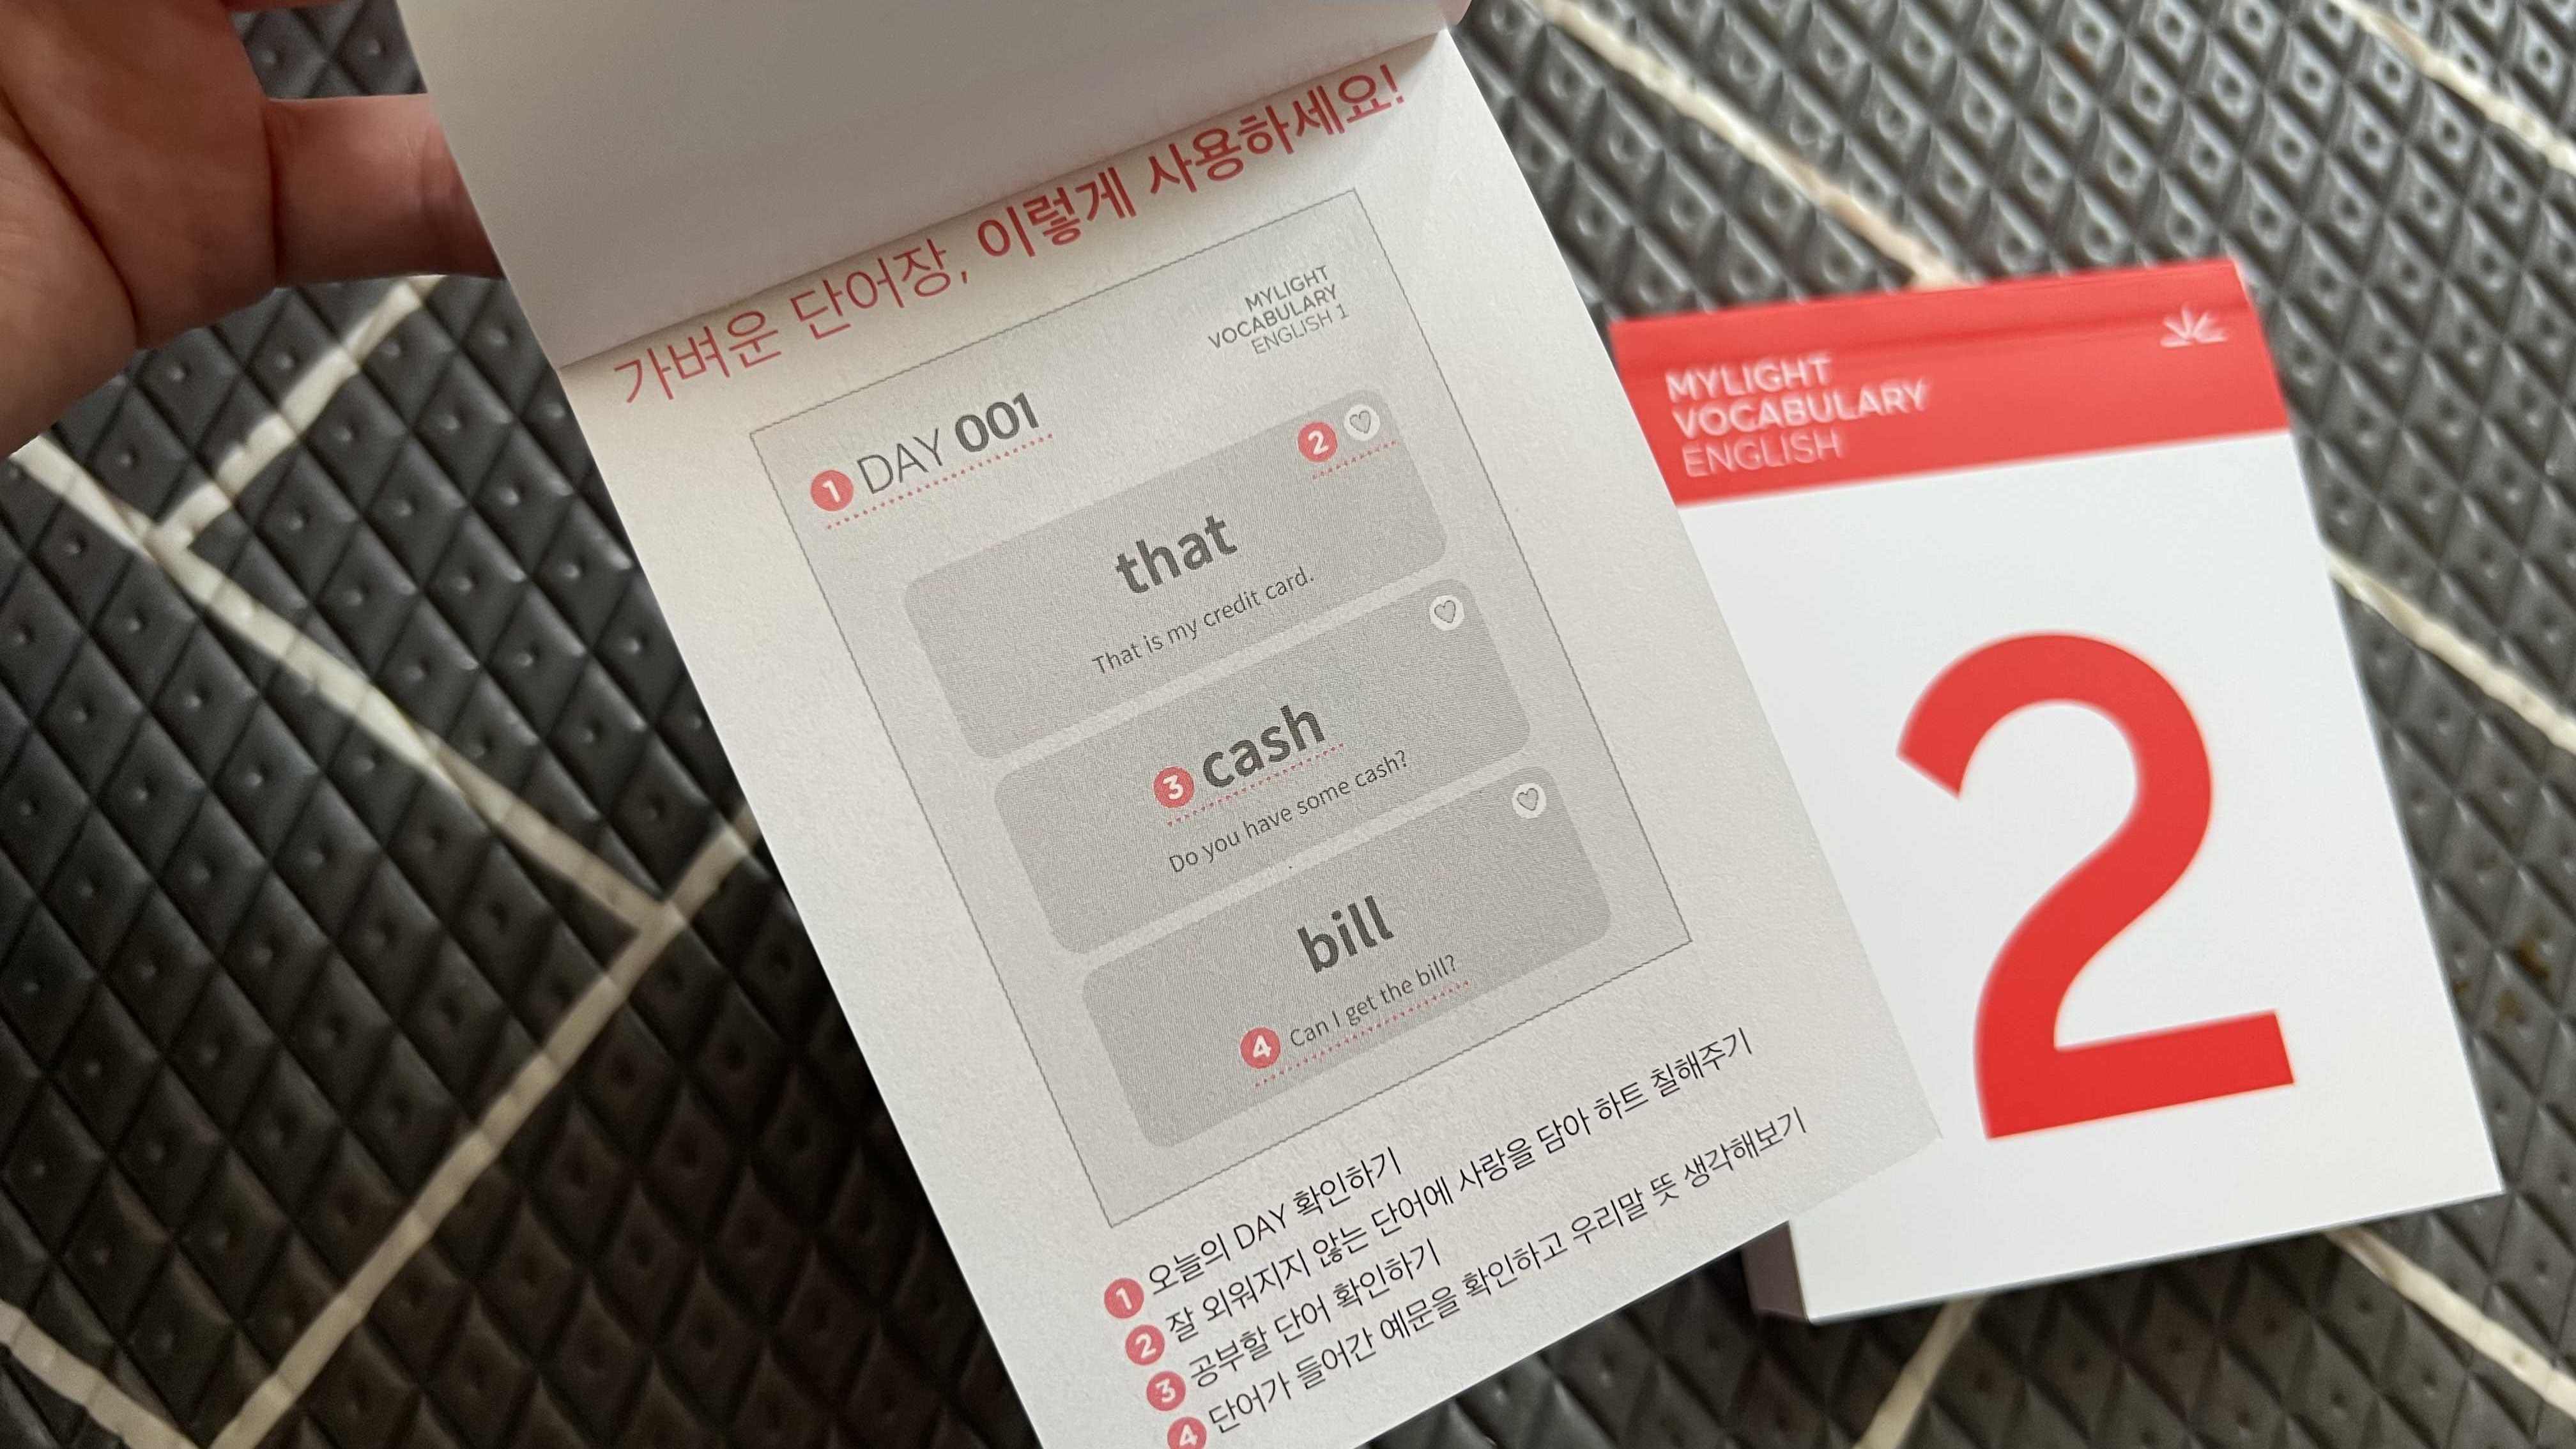 가벼운 단어장, 이렇게 사용하세요!
MYLIGHT
VOCABULARY
ENGLISH 1
1 DAY 001
2
that
That is my credit card.
3 cash
Do you have some cash?
bill
4 Can I get the bill?
1 오늘의 DAY 확인하기
2 잘 외워지지 않는 단어에 사랑을 담아 하트 칠해주기
3 공부할 단어 확인하기
4 단어가 들어간 예문을 확인하고 우리말 뜻 생각해보기
MYLIGHT
VOCABULARY
ENGLISH
2